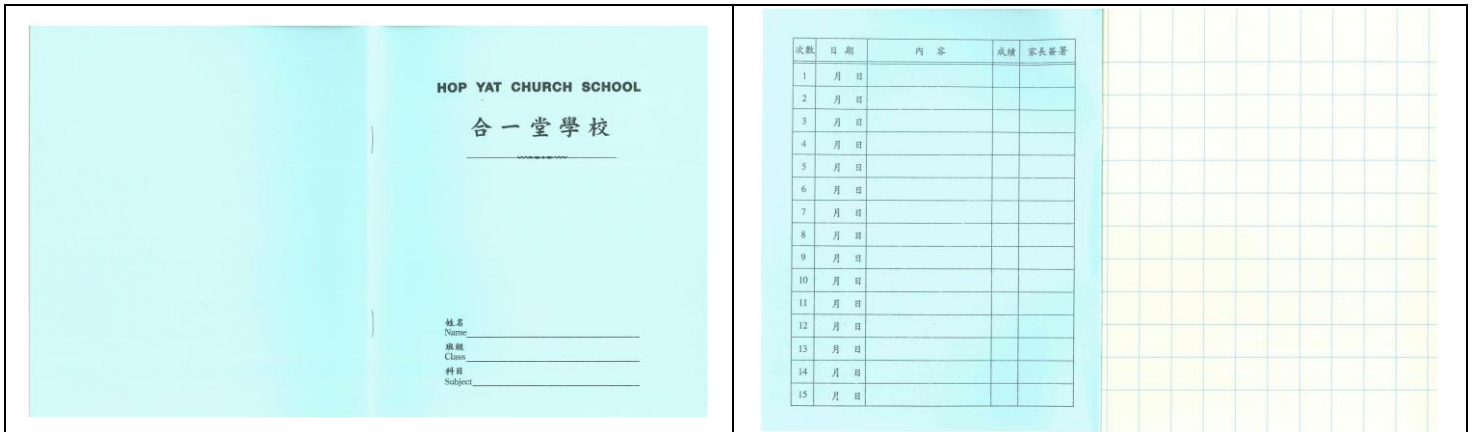 HOP YAT CHURCH SCHOOL
合一堂學校
姓名
Name
班級
Class
科目
Subject
次數 日 期 內 容 成績 家長簽署
1 月 日
2 月 日
3 月 日
4 月 日
5 月 日
6 月 日
7 月 日
8 月 日
9 月 日
10 月 日
11 月 日
12 月 日
13 月 日
14 月 日
15 月 日